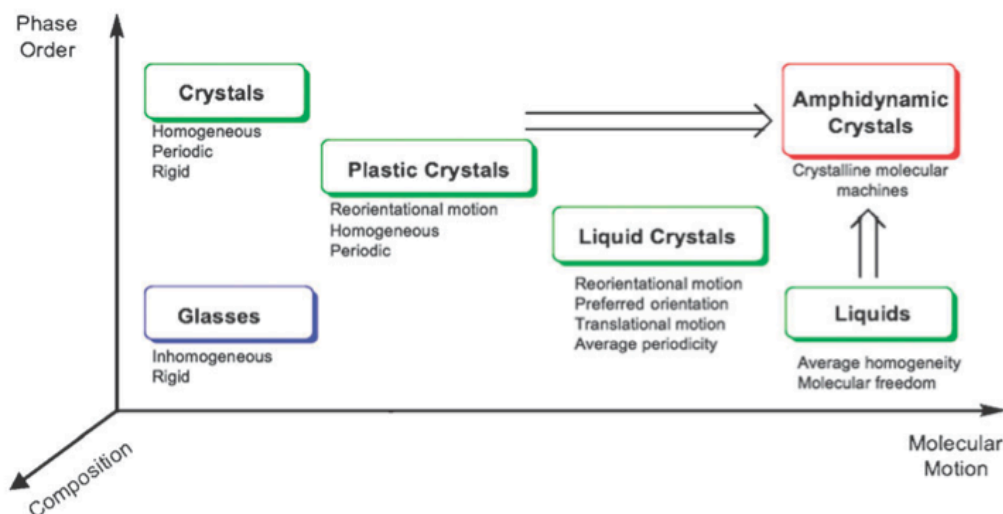 Phase
Order
Crystals
Homogeneous
Periodic
Rigid
Plastic Crystals
Reorientational motion
Homogeneous
Periodic
Amphidynamic
Crystals
Crystalline molecular
machines
Liquid Crystals
Reorientational motion
Preferred orientation
Translational motion
Average periodicity
Glasses
Inhomogeneous
Rigid
Liquids
Average homogeneity
Molecular freedom
Molecular
Motion
Composition